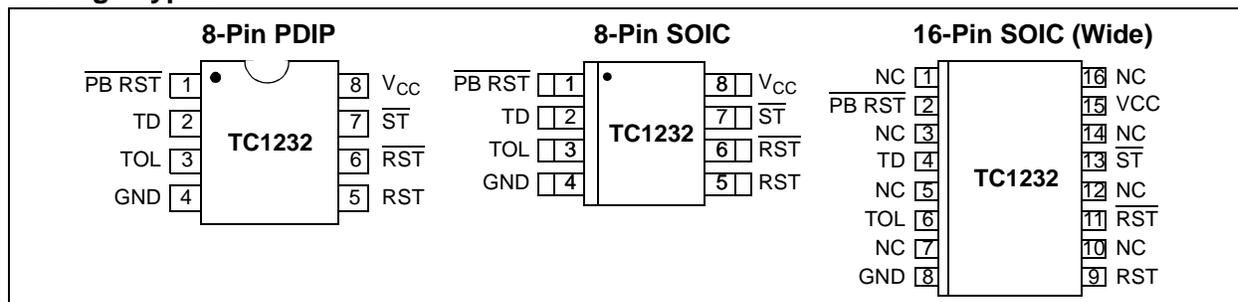 8-Pin PDIP
PB RST 1
TD 2
TOL 3
GND 4
TC1232
8 VCC
7 ST
6 RST
5 RST
8-Pin SOIC
PB RST 1
TD 2
TOL 3
GND 4
TC1232
8 VCC
7 ST
6 RST
5 RST
16-Pin SOIC (Wide)
NC 1
PB RST 2
NC 3
TD 4
NC 5
TOL 6
NC 7
GND 8
TC1232
16 NC
15 VCC
14 NC
13 ST
12 NC
11 RST
10 NC
9 RST